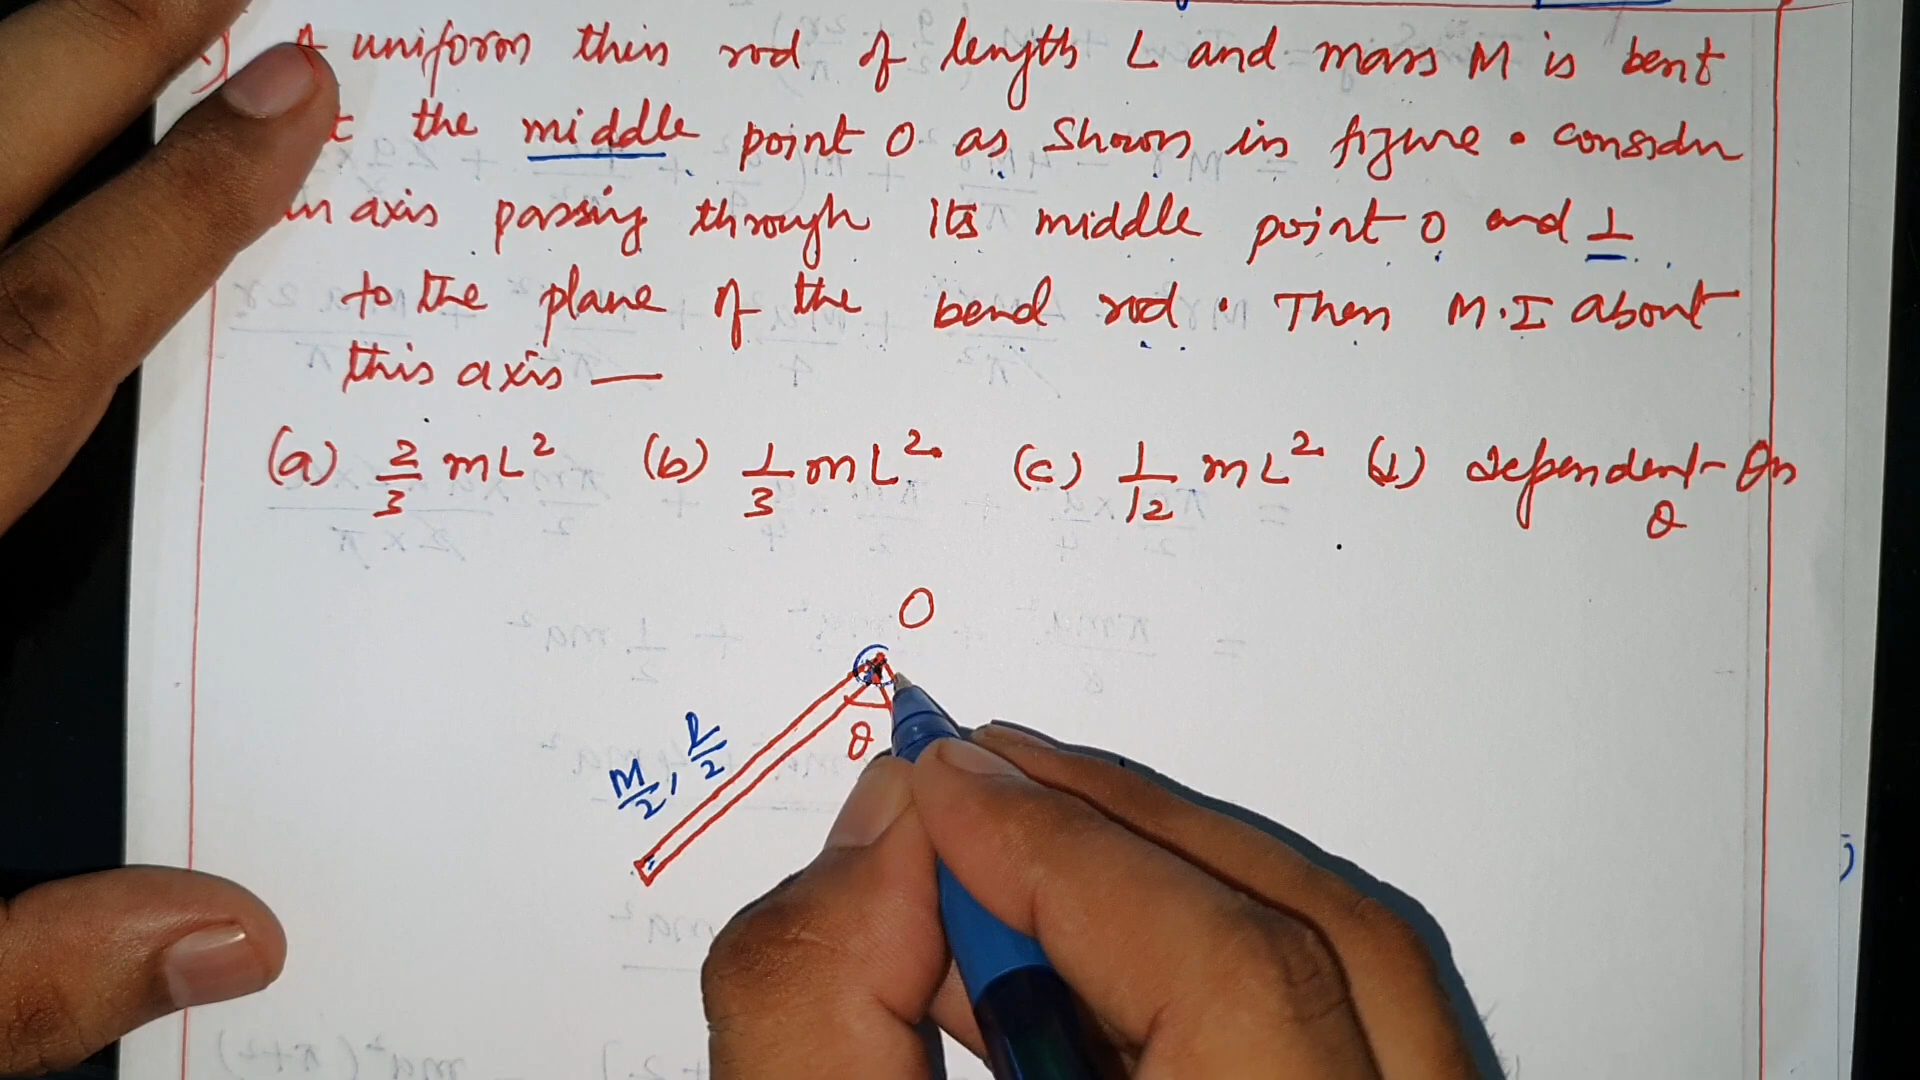 A uniform thin rod of length L and mass M is bent
the middle point O as shown in figure. consider
an axis passing through its middle point O and ⊥
to the plane of the bend rod. Then M.I about
this axis —
(a) 2/3 mL² (b) 1/3 mL² (c) 1/12 mL² (d) dependent on
θ
O
θ
M/2, L/2